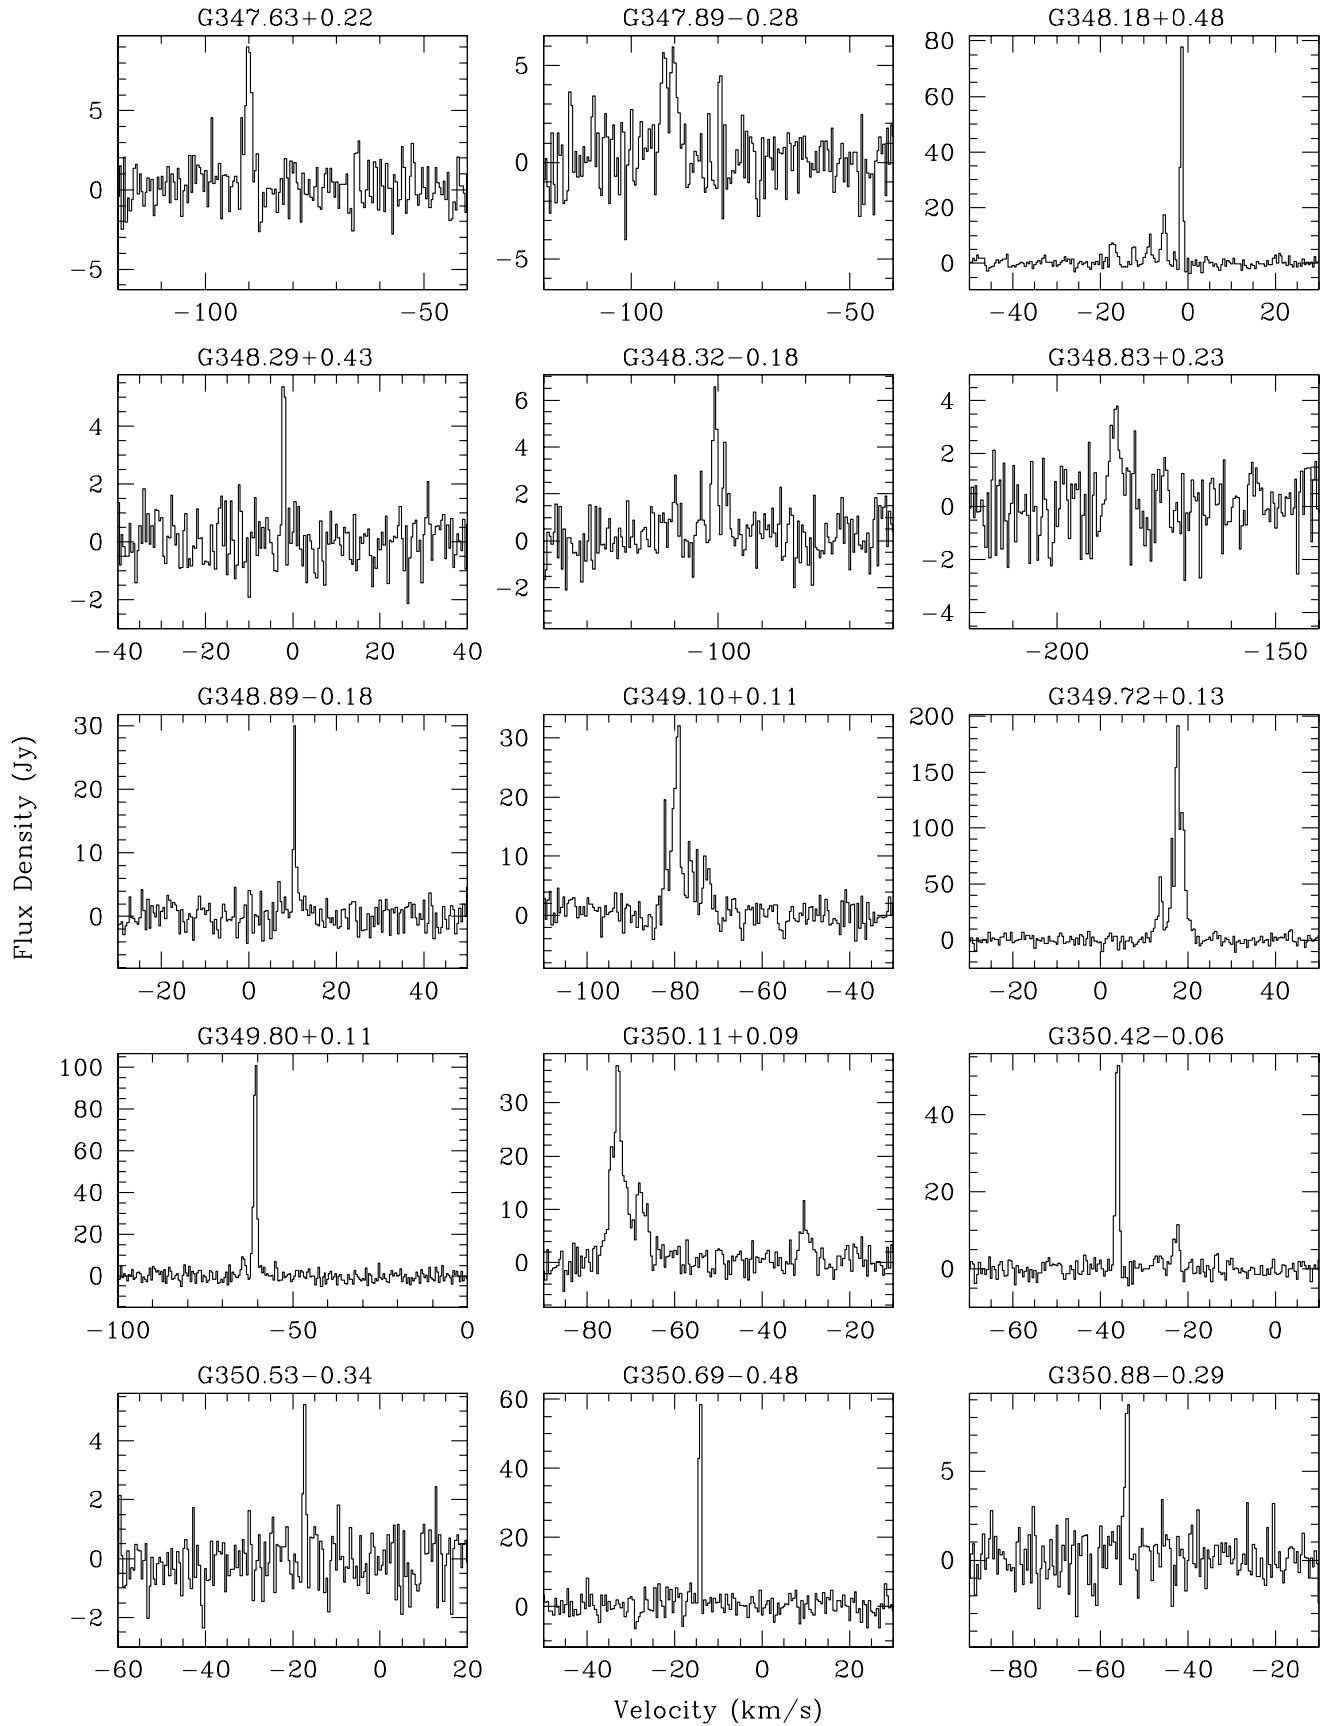 G347.63+0.22 G347.89−0.28 G348.18+0.48
5 0 −5 −100 −50
5 0 −5 −100 −50
80 60 40 20 0 −40 −20 0 20
G348.29+0.43 G348.32−0.18 G348.83+0.23
4 2 0 −2 −40 −20 0 20 40
6 4 2 0 −2 −100
4 2 0 −2 −4 −200 −150
G348.89−0.18 G349.10+0.11 G349.72+0.13
30 20 10 0 −20 0 20 40
30 20 10 0 −100 −80 −60 −40
200 150 100 50 0 −20 0 20 40
Flux Density (Jy)
G349.80+0.11 G350.11+0.09 G350.42−0.06
100 80 60 40 20 0 −100 −50 0
30 20 10 0 −80 −60 −40 −20
40 20 0 −60 −40 −20 0
G350.53−0.34 G350.69−0.48 G350.88−0.29
4 2 0 −2 −60 −40 −20 0 20
60 40 20 0 −40 −20 0 20
5 0 −80 −60 −40 −20
Velocity (km/s)